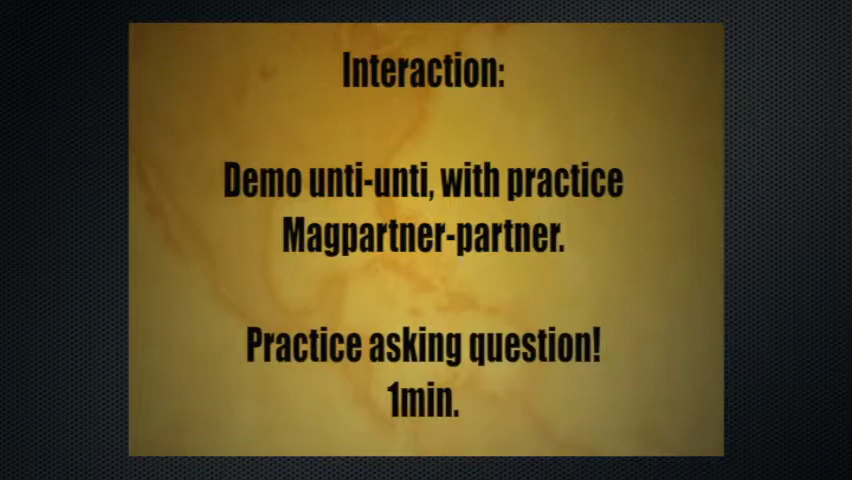 Interaction:
Demo unti-unti, with practice
Magpartner-partner.
Practice asking question!
1min.